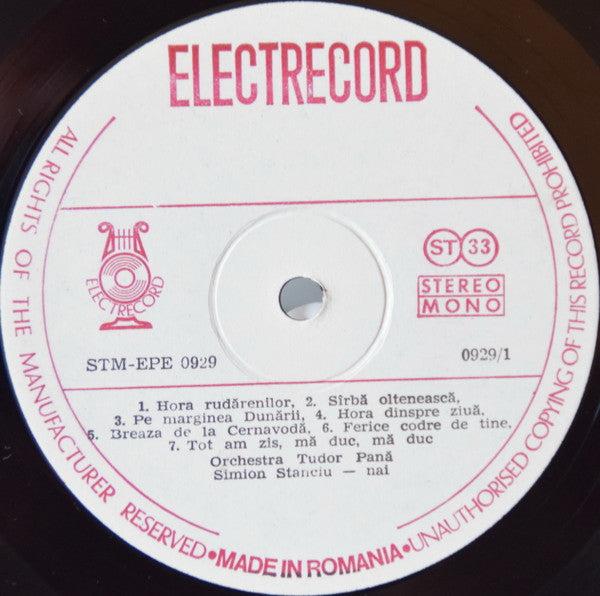 ELECTRECORD
ELECTRECORD
ST 33
STEREO
MONO
STM-EPE 0929
0929/1
1. Hora rudărenilor, 2. Sîrbă oltenească,
3. Pe marginea Dunării, 4. Hora dinspre ziuă,
5. Breaza de la Cernavodă, 6. Ferice codre de tine,
7. Tot am zis, mă duc, mă duc
Orchestra Tudor Pană
Simion Stanciu — nai
ALL RIGHTS OF THE MANUFACTURER RESERVED•MADE IN ROMANIA•UNAUTHORISED COPYING OF THIS RECORD PROHIBITED